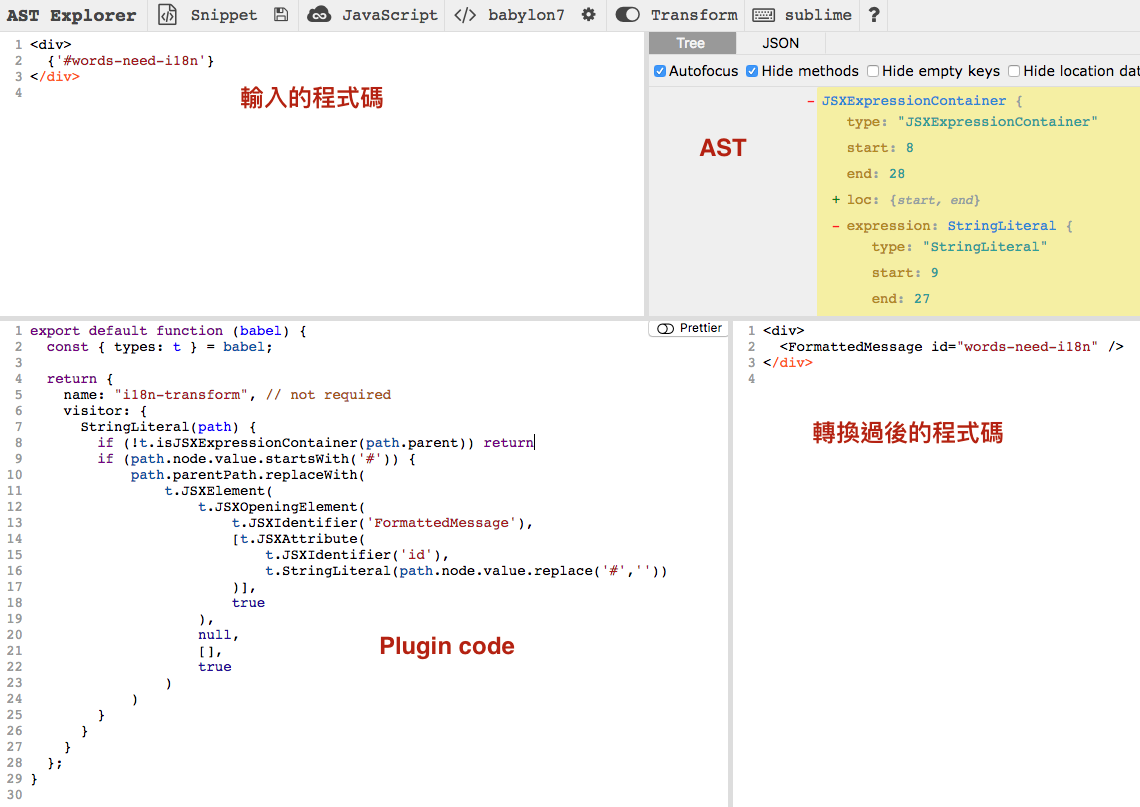 AST Explorer Snippet JavaScript </> babylon7 Transform sublime ?
1 <div>
2   {'#words-need-i18n'}
3 </div>
4
輸入的程式碼
Tree JSON
Autofocus Hide methods Hide empty keys Hide location dat
- JSXExpressionContainer {
type: "JSXExpressionContainer"
start: 8
end: 28
+ loc: {start, end}
- expression: StringLiteral {
type: "StringLiteral"
start: 9
end: 27
AST
Prettier
1 export default function (babel) {
2   const { types: t } = babel;
3
4   return {
5     name: "i18n-transform", // not required
6     visitor: {
7       StringLiteral(path) {
8         if (!t.isJSXExpressionContainer(path.parent)) return
9         if (path.node.value.startsWith('#')) {
10             path.parentPath.replaceWith(
11                 t.JSXElement(
12                     t.JSXOpeningElement(
13                         t.JSXIdentifier('FormattedMessage'),
14                         [t.JSXAttribute(
15                             t.JSXIdentifier('id'),
16                             t.StringLiteral(path.node.value.replace('#',''))
17                         )],
18                         true
19                     ),
20                     null,
21                     [],
22                     true
23                 )
24             )
25         }
26       }
27     }
28   };
29 }
30
Plugin code
1 <div>
2   <FormattedMessage id="words-need-i18n" />
3 </div>
4
轉換過後的程式碼